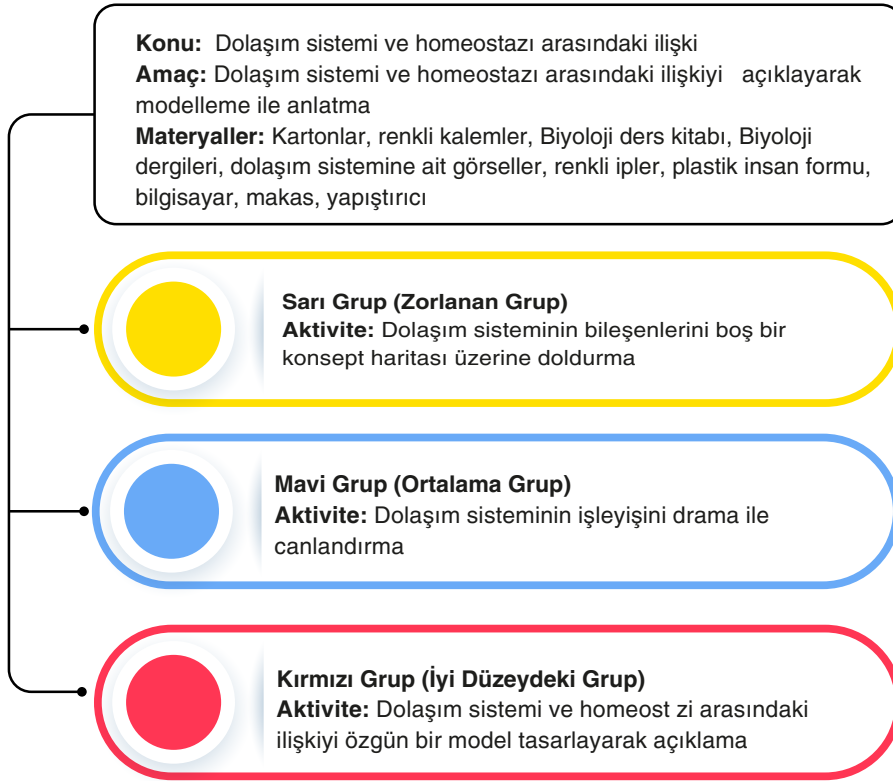 Konu: Dolaşım sistemi ve homeostazı arasındaki ilişki
Amaç: Dolaşım sistemi ve homeostazı arasındaki ilişkiyi açıklayarak
modelleme ile anlatma
Materyaller: Kartonlar, renkli kalemler, Biyoloji ders kitabı, Biyoloji
dergileri, dolaşım sistemine ait görseller, renkli ipler, plastik insan formu,
bilgisayar, makas, yapıştırıcı
Sarı Grup (Zorlanan Grup)
Aktivite: Dolaşım sisteminin bileşenlerini boş bir
konsept haritası üzerine doldurma
Mavi Grup (Ortalama Grup)
Aktivite: Dolaşım sisteminin işleyişini drama ile
canlandırma
Kırmızı Grup (İyi Düzeydeki Grup)
Aktivite: Dolaşım sistemi ve homeost zi arasındaki
ilişkiyi özgün bir model tasarlayarak açıklama